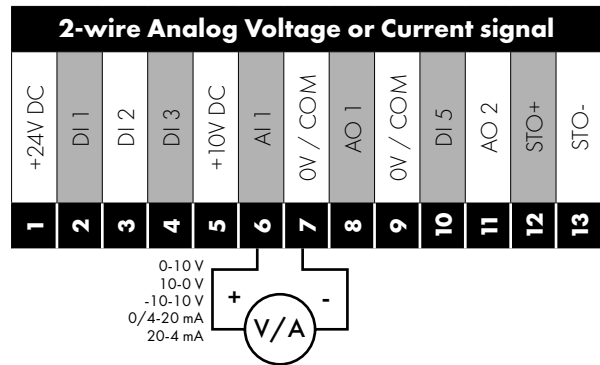 2-wire Analog Voltage or Current signal
+24V DC
DI 1
DI 2
DI 3
+10V DC
AI 1
0V / COM
AO 1
0V / COM
DI 5
AO 2
STO+
STO-
1 2 3 4 5 6 7 8 9 10 11 12 13
0-10 V
10-0 V
-10-10 V
0/4-20 mA
20-4 mA
+ V/A -